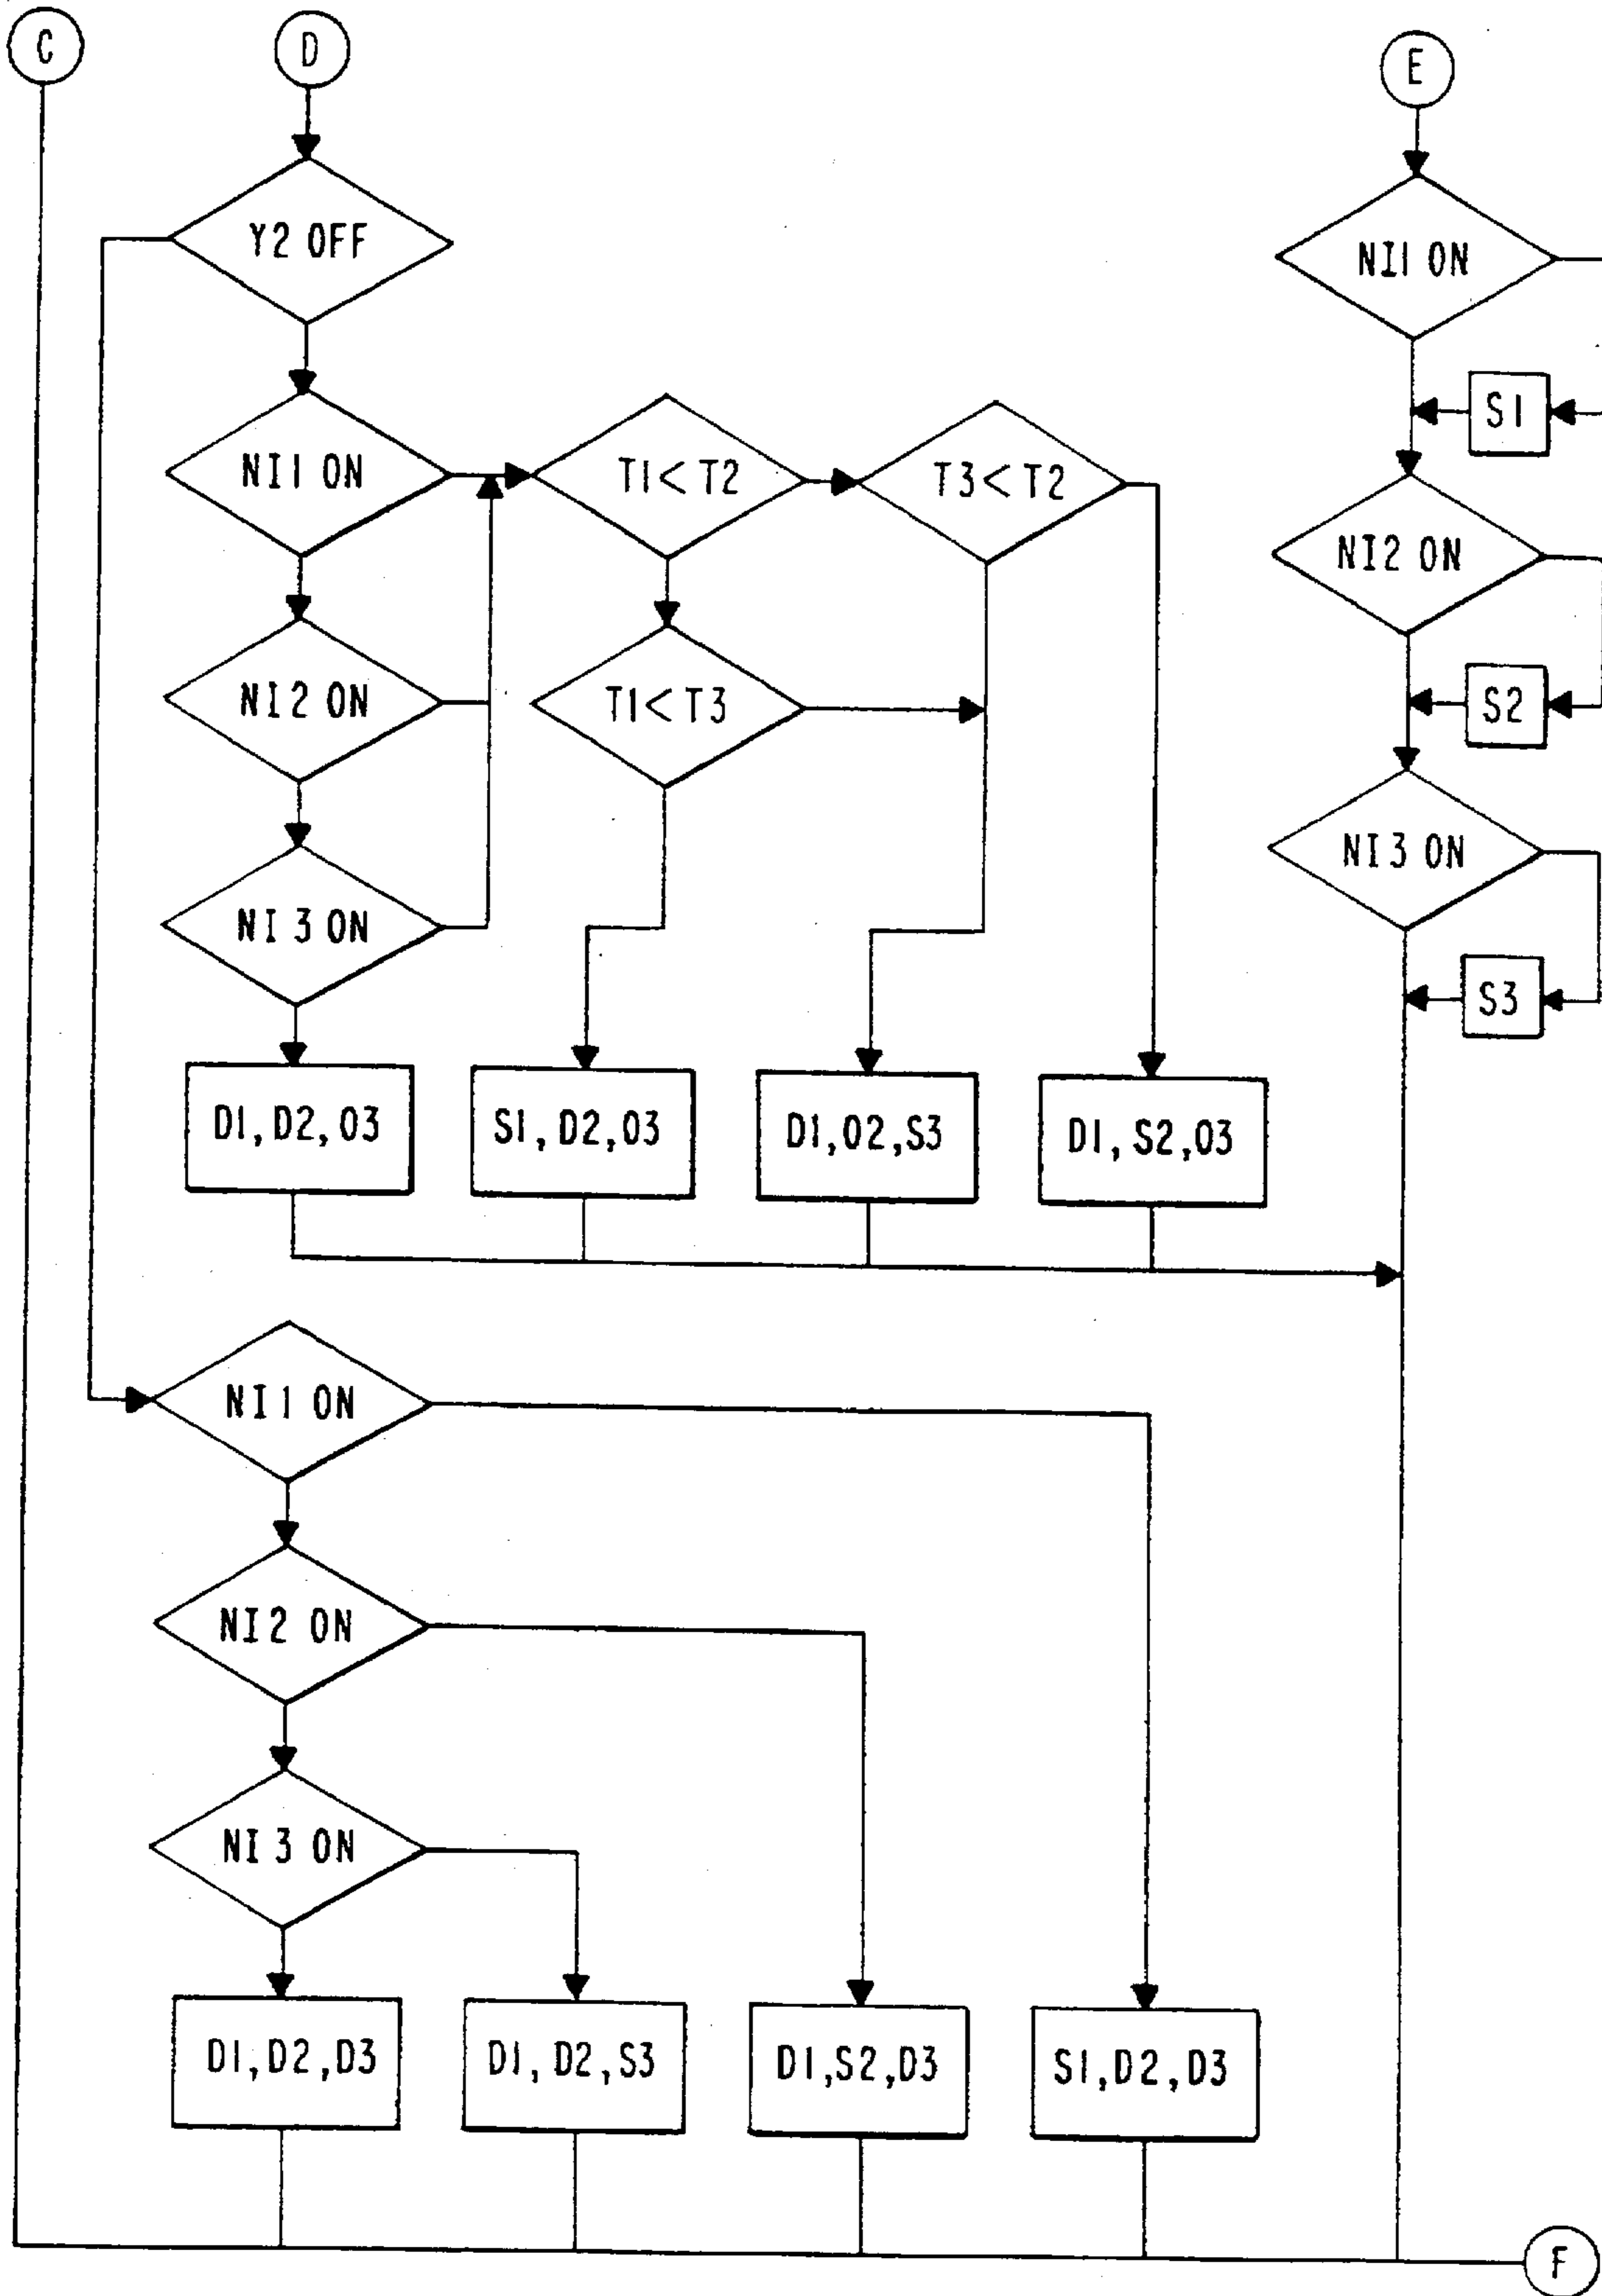 C
D
E
Y2 OFF
NI1 ON
NI1 ON
T1<T2
T3<T2
S1
NI2 ON
NI2 ON
T1<T3
S2
NI3 ON
NI3 ON
S3
D1,D2,03
S1,D2,03
D1,02,S3
D1,S2,03
NI1 ON
NI2 ON
NI3 ON
D1,D2,D3
D1,D2,S3
D1,S2,D3
S1,D2,D3
F